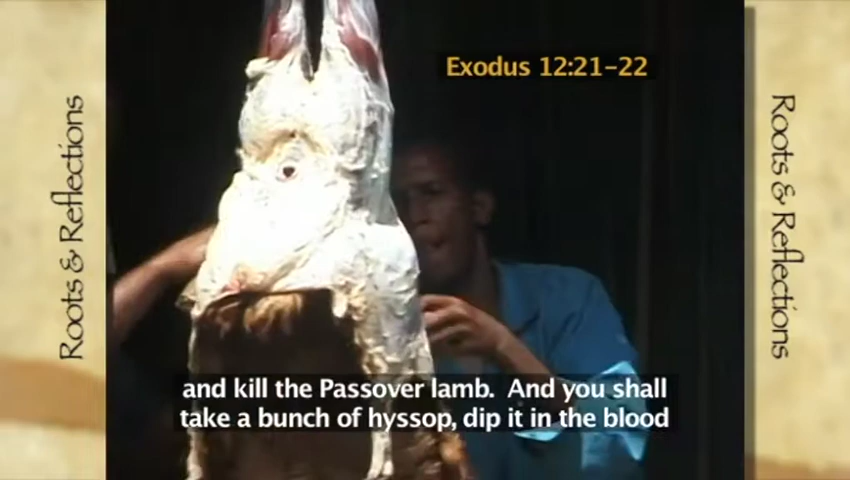 Exodus 12:21–22
Roots & Reflections
Roots & Reflections
and kill the Passover lamb.  And you shall
take a bunch of hyssop, dip it in the blood